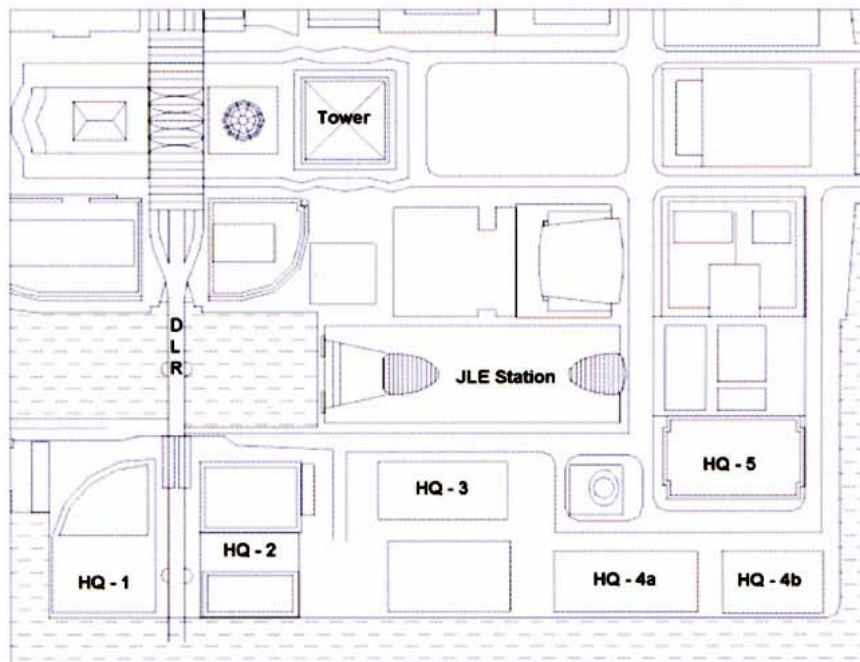 Tower
D
L
R
JLE Station
HQ - 3
HQ - 5
HQ - 2
HQ - 1
HQ - 4a
HQ - 4b